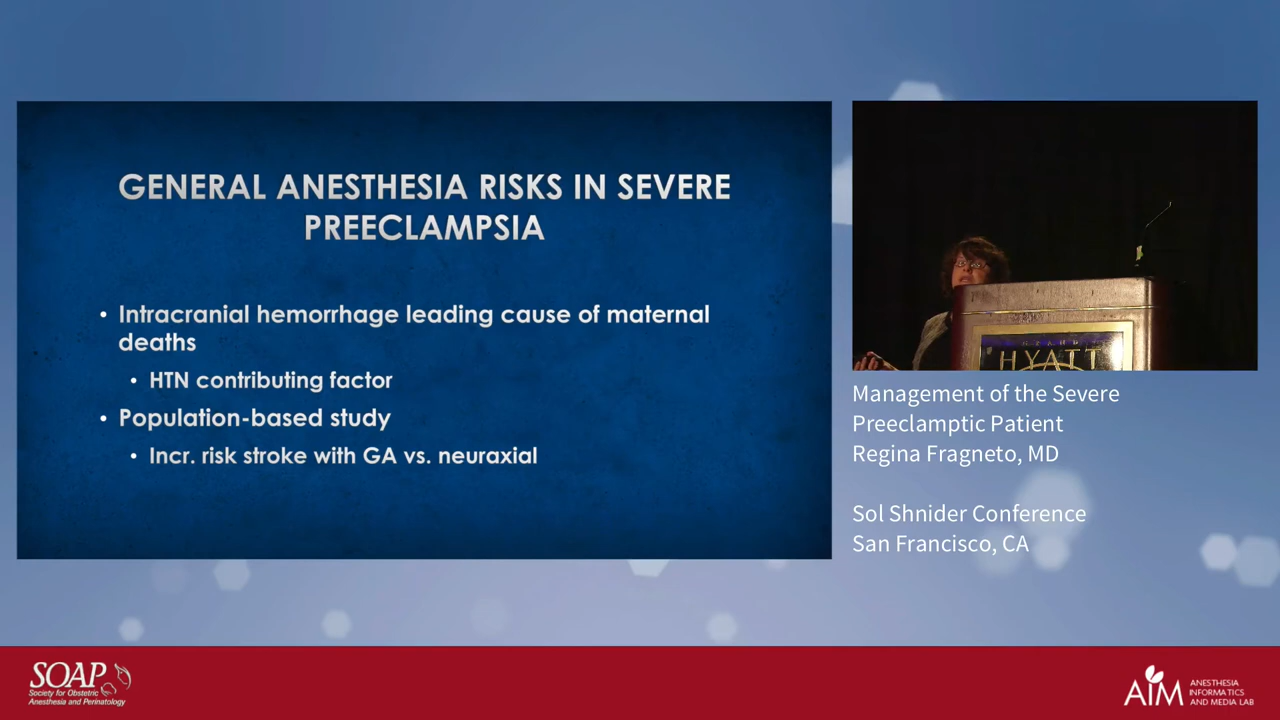 GENERAL ANESTHESIA RISKS IN SEVERE
PREECLAMPSIA
• Intracranial hemorrhage leading cause of maternal
deaths
• HTN contributing factor
• Population-based study
• Incr. risk stroke with GA vs. neuraxial
HYATT
Management of the Severe
Preeclamptic Patient
Regina Fragneto, MD
Sol Shnider Conference
San Francisco, CA
SOAP
Society for Obstetric
Anesthesia and Perinatology
AIM
ANESTHESIA
INFORMATICS
AND MEDIA LAB